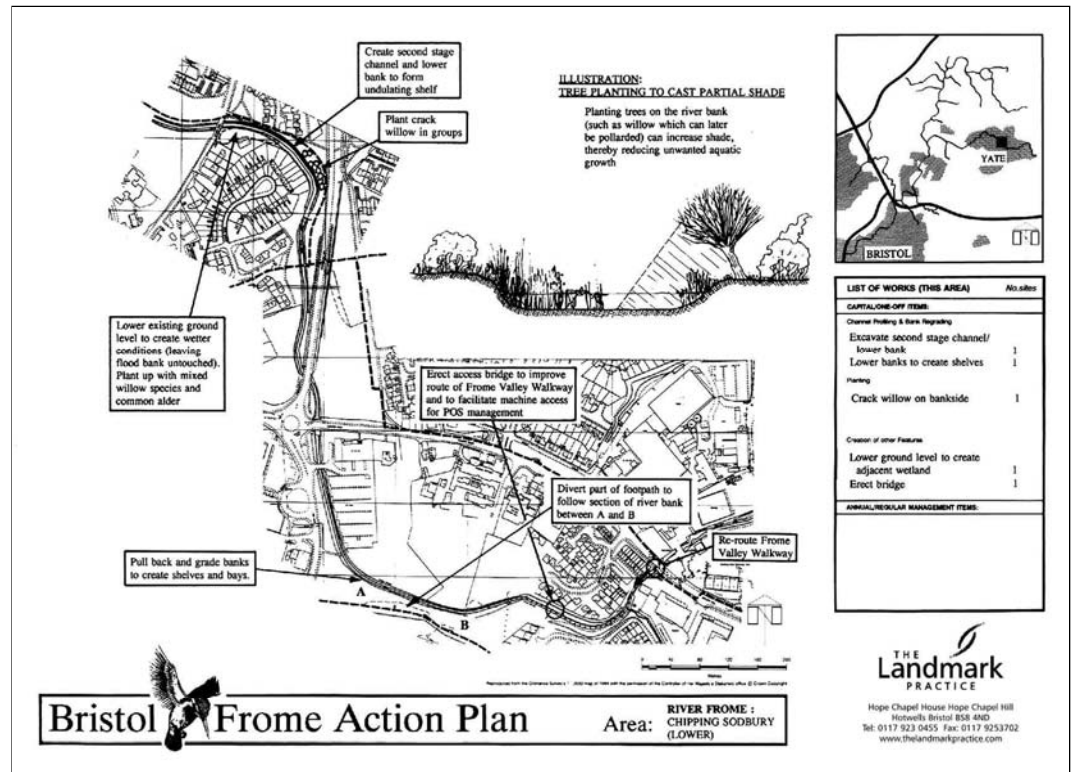 Create second stage
channel and lower
bank to form
undulating shelf
Plant crack
willow in groups
ILLUSTRATION:
TREE PLANTING TO CAST PARTIAL SHADE
Planting trees on the river bank
(such as willow which can later
be pollarded) can increase shade,
thereby reducing unwanted aquatic
growth
Lower existing ground
level to create wetter
conditions (leaving
flood bank untouched).
Plant up with mixed
willow species and
common alder
Erect access bridge to improve
route of Frome Valley Walkway
and to facilitate machine access
for POS management
Divert part of footpath to
follow section of river bank
between A and B
Re-route Frome
Valley Walkway
Pull back and grade banks
to create shelves and bays.
A
B
YATE
BRISTOL
LIST OF WORKS (THIS AREA) No.sites
CAPITAL/ONE-OFF ITEMS:
Channel Profiling & Bank Regrading
Excavate second stage channel/
lower bank 1
Lower banks to create shelves 1
Planting
Crack willow on bankside 1
Creation of other Features
Lower ground level to create
adjacent wetland 1
Erect bridge 1
ANNUAL/REGULAR MANAGEMENT ITEMS:
0 40 80 120 160 200
Metres
Bristol Frome Action Plan
Area:
RIVER FROME :
CHIPPING SODBURY
(LOWER)
THE
Landmark
PRACTICE
Hope Chapel House Hope Chapel Hill
Hotwells Bristol BS8 4ND
Tel: 0117 923 0455 Fax: 0117 9253702
www.thelandmarkpractice.com